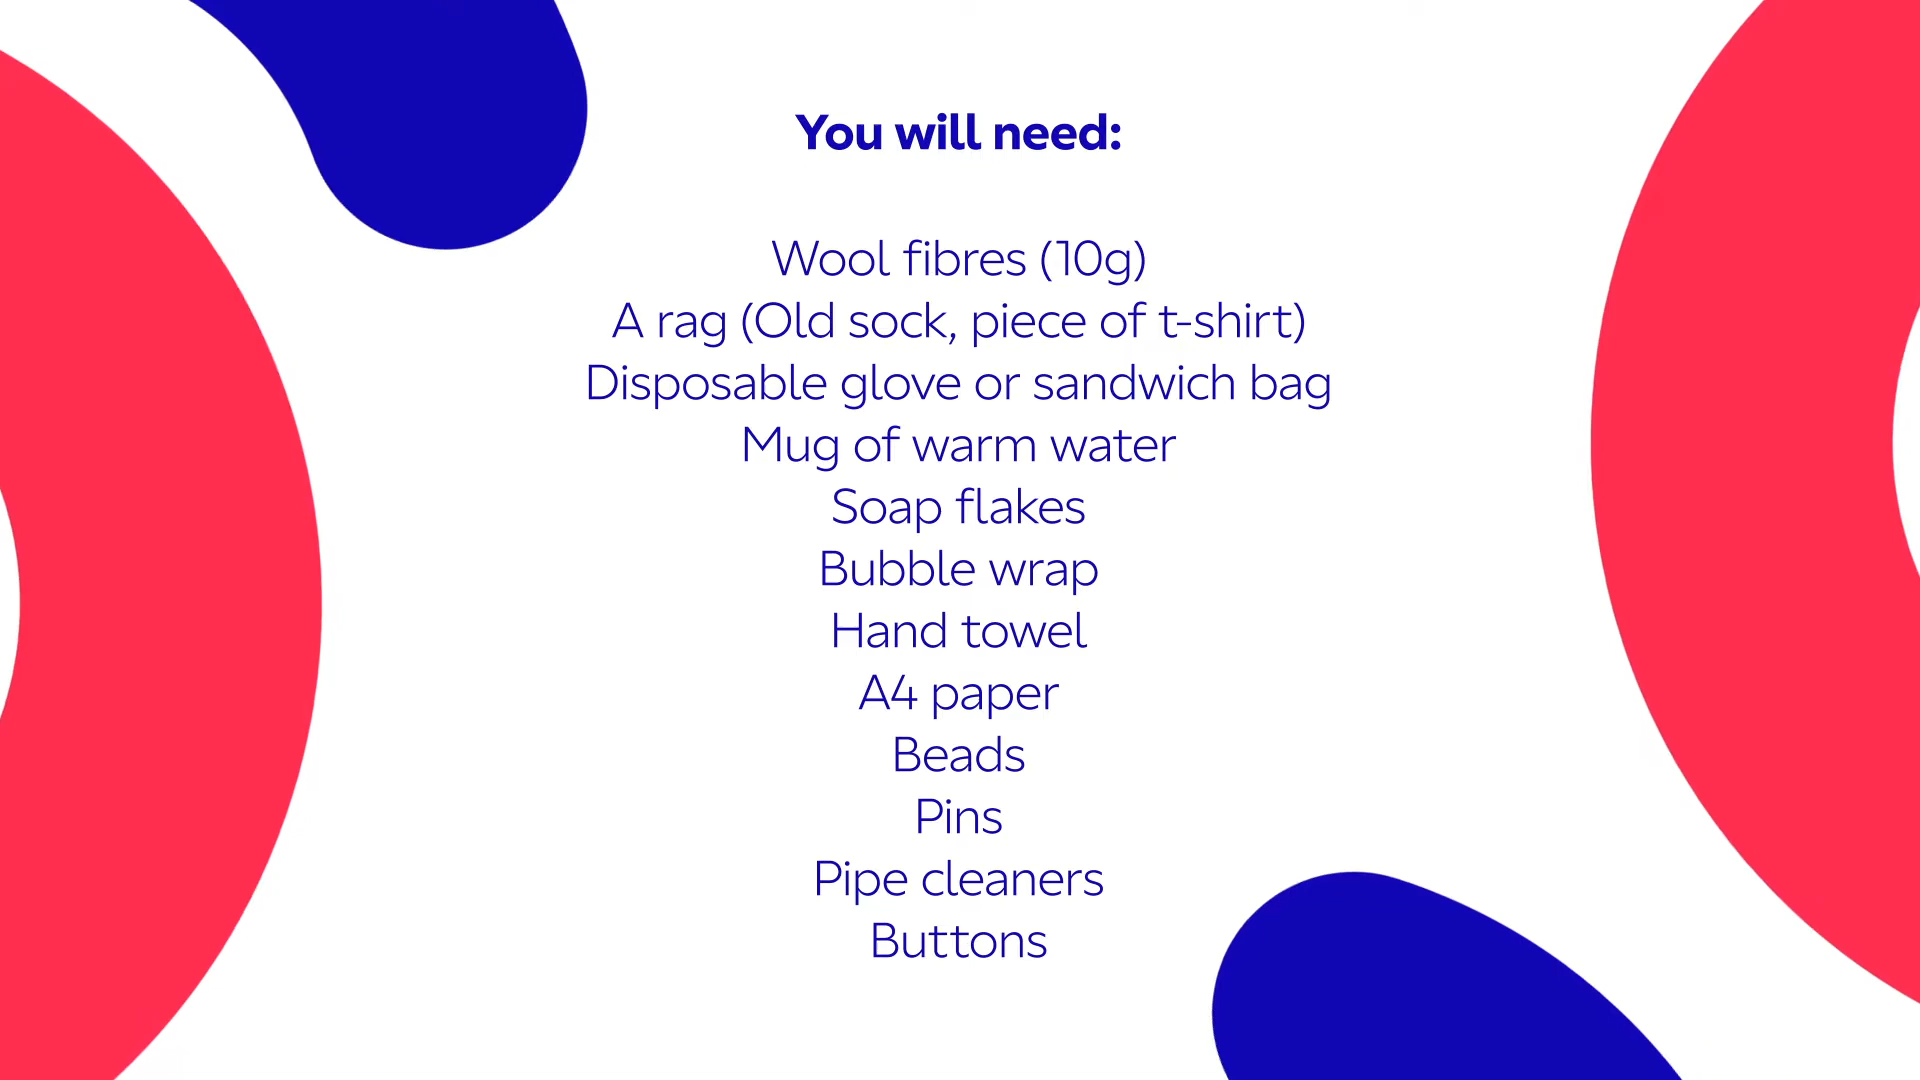 You will need:
Wool fibres (10g)
A rag (Old sock, piece of t-shirt)
Disposable glove or sandwich bag
Mug of warm water
Soap flakes
Bubble wrap
Hand towel
A4 paper
Beads
Pins
Pipe cleaners
Buttons